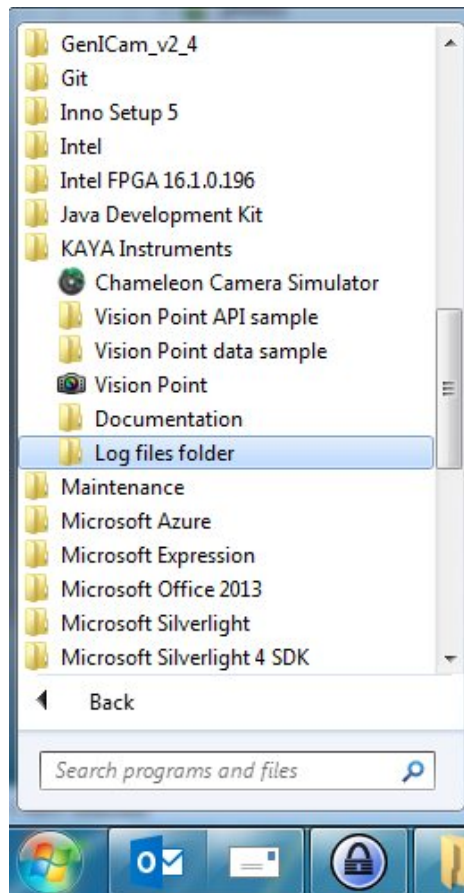 GenICam_v2_4
Git
Inno Setup 5
Intel
Intel FPGA 16.1.0.196
Java Development Kit
KAYA Instruments
Chameleon Camera Simulator
Vision Point API sample
Vision Point data sample
Vision Point
Documentation
Log files folder
Maintenance
Microsoft Azure
Microsoft Expression
Microsoft Office 2013
Microsoft Silverlight
Microsoft Silverlight 4 SDK
Back
Search programs and files